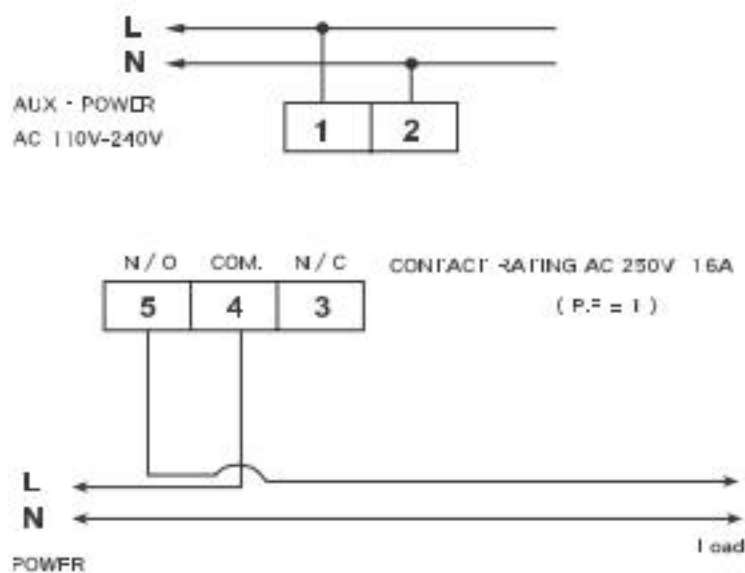 L
N
AUX - POWER
AC 110V-240V
1 2
N / O COM. N / C CONTACT RATING AC 250V 16A
5 4 3 ( P.F = 1 )
L
N
Load
POWER